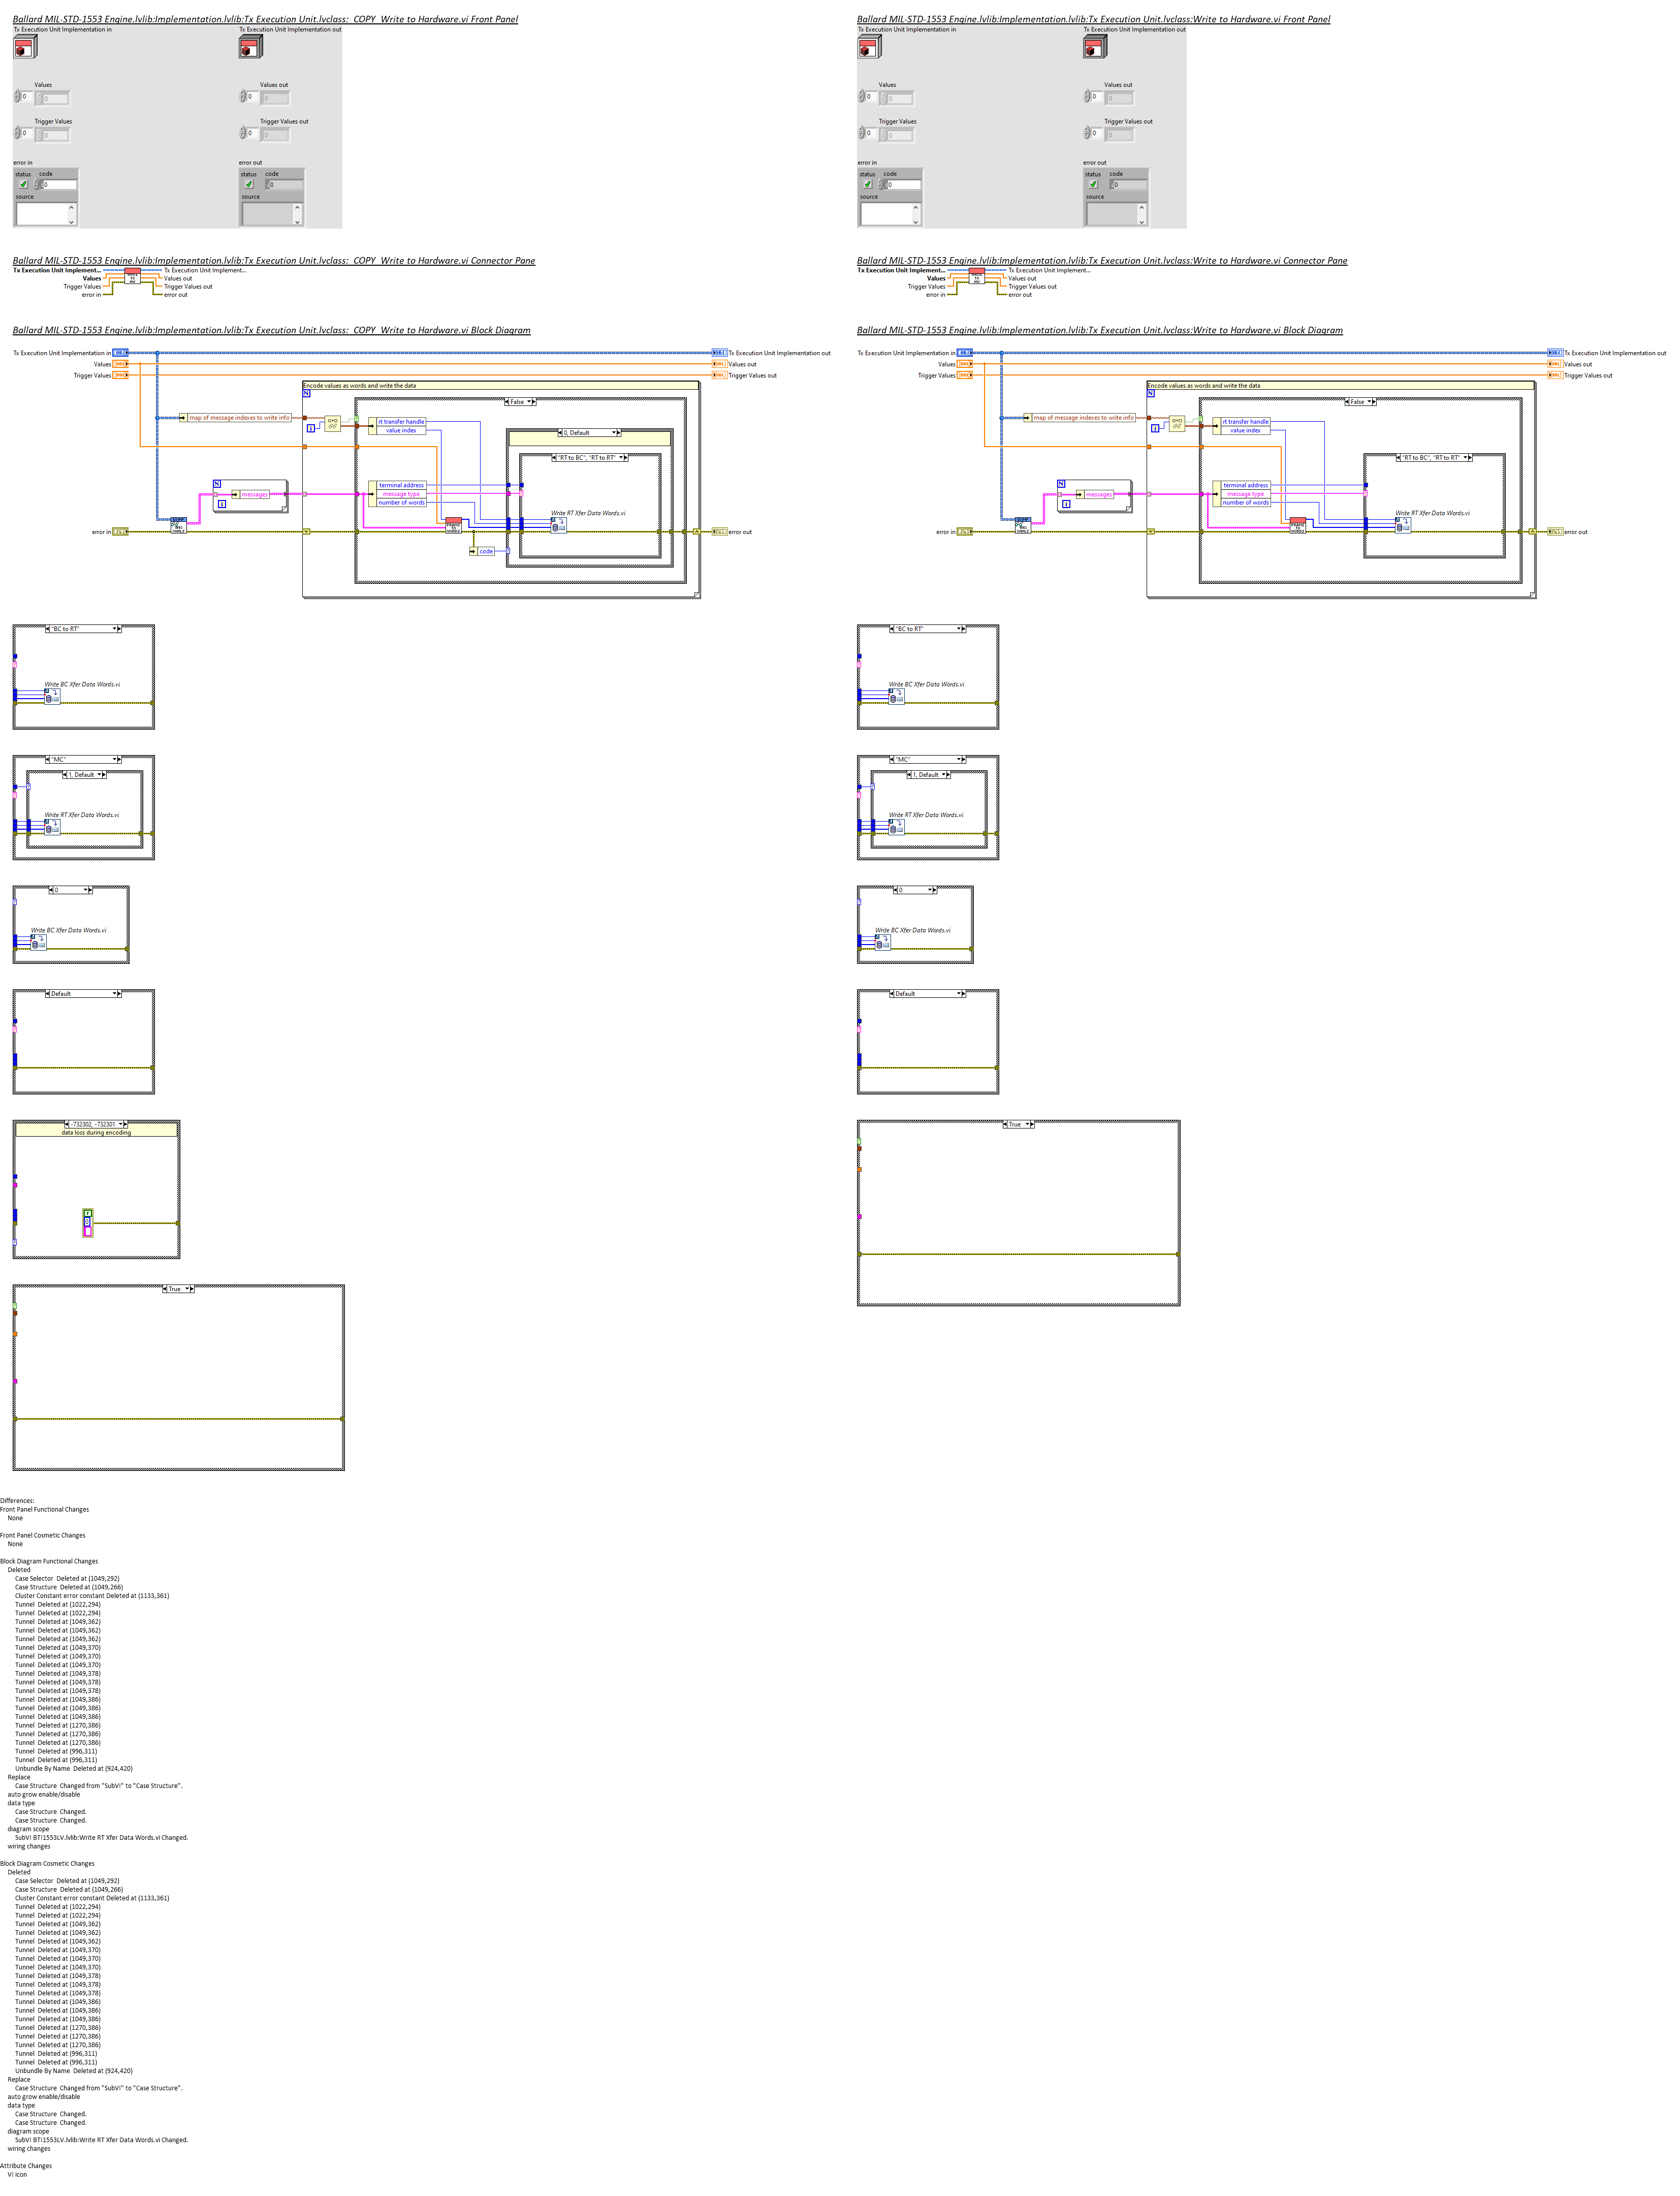 Ballard MIL-STD-1553 Engine.lvlib:Implementation.lvlib:Tx Execution Unit.lvclass:_COPY_Write to Hardware.vi Front Panel
Tx Execution Unit Implementation in
Tx Execution Unit Implementation out
Values
Values out
0
0
0
0
Trigger Values
Trigger Values out
0
0
0
0
error in
error out
status
code
status
code
0
0
source
source
Ballard MIL-STD-1553 Engine.lvlib:Implementation.lvlib:Tx Execution Unit.lvclass:_COPY_Write to Hardware.vi Connector Pane
Tx Execution Unit Implement...
Tx Execution Unit Implement...
Values
Values out
Trigger Values
Trigger Values out
error in
error out
Ballard MIL-STD-1553 Engine.lvlib:Implementation.lvlib:Tx Execution Unit.lvclass:_COPY_Write to Hardware.vi Block Diagram
Tx Execution Unit Implementation in
Tx Execution Unit Implementation out
Values
Values out
Trigger Values
Trigger Values out
Encode values as words and write the data
N
False
map of message indexes to write info
i
rt transfer handle
value index
0, Default
"RT to BC", "RT to RT"
N
messages
i
terminal address
message type
number of words
Write RT Xfer Data Words.vi
error in
error out
code
"BC to RT"
Write BC Xfer Data Words.vi
"MC"
1, Default
Write RT Xfer Data Words.vi
0
Write BC Xfer Data Words.vi
Default
-732302, -732301
data loss during encoding
True
Ballard MIL-STD-1553 Engine.lvlib:Implementation.lvlib:Tx Execution Unit.lvclass:Write to Hardware.vi Front Panel
Tx Execution Unit Implementation in
Tx Execution Unit Implementation out
Values
Values out
0
0
0
0
Trigger Values
Trigger Values out
0
0
0
0
error in
error out
status
code
status
code
0
0
source
source
Ballard MIL-STD-1553 Engine.lvlib:Implementation.lvlib:Tx Execution Unit.lvclass:Write to Hardware.vi Connector Pane
Tx Execution Unit Implement...
Tx Execution Unit Implement...
Values
Values out
Trigger Values
Trigger Values out
error in
error out
Ballard MIL-STD-1553 Engine.lvlib:Implementation.lvlib:Tx Execution Unit.lvclass:Write to Hardware.vi Block Diagram
Tx Execution Unit Implementation in
Tx Execution Unit Implementation out
Values
Values out
Trigger Values
Trigger Values out
Encode values as words and write the data
N
False
map of message indexes to write info
i
rt transfer handle
value index
"RT to BC", "RT to RT"
N
messages
i
terminal address
message type
number of words
Write RT Xfer Data Words.vi
error in
error out
"BC to RT"
Write BC Xfer Data Words.vi
"MC"
1, Default
Write RT Xfer Data Words.vi
0
Write BC Xfer Data Words.vi
Default
True
Differences:
Front Panel Functional Changes
None
Front Panel Cosmetic Changes
None
Block Diagram Functional Changes
Deleted
Case Selector  Deleted at (1049,292)
Case Structure  Deleted at (1049,266)
Cluster Constant error constant Deleted at (1133,361)
Tunnel  Deleted at (1022,294)
Tunnel  Deleted at (1022,294)
Tunnel  Deleted at (1049,362)
Tunnel  Deleted at (1049,362)
Tunnel  Deleted at (1049,362)
Tunnel  Deleted at (1049,370)
Tunnel  Deleted at (1049,370)
Tunnel  Deleted at (1049,370)
Tunnel  Deleted at (1049,378)
Tunnel  Deleted at (1049,378)
Tunnel  Deleted at (1049,378)
Tunnel  Deleted at (1049,386)
Tunnel  Deleted at (1049,386)
Tunnel  Deleted at (1049,386)
Tunnel  Deleted at (1270,386)
Tunnel  Deleted at (1270,386)
Tunnel  Deleted at (1270,386)
Tunnel  Deleted at (996,311)
Tunnel  Deleted at (996,311)
Unbundle By Name  Deleted at (924,420)
Replace
Case Structure  Changed from "SubVI" to "Case Structure".
auto grow enable/disable
data type
Case Structure  Changed.
Case Structure  Changed.
diagram scope
SubVI BTI1553LV.lvlib:Write RT Xfer Data Words.vi Changed.
wiring changes
Block Diagram Cosmetic Changes
Deleted
Case Selector  Deleted at (1049,292)
Case Structure  Deleted at (1049,266)
Cluster Constant error constant Deleted at (1133,361)
Tunnel  Deleted at (1022,294)
Tunnel  Deleted at (1022,294)
Tunnel  Deleted at (1049,362)
Tunnel  Deleted at (1049,362)
Tunnel  Deleted at (1049,362)
Tunnel  Deleted at (1049,370)
Tunnel  Deleted at (1049,370)
Tunnel  Deleted at (1049,370)
Tunnel  Deleted at (1049,378)
Tunnel  Deleted at (1049,378)
Tunnel  Deleted at (1049,378)
Tunnel  Deleted at (1049,386)
Tunnel  Deleted at (1049,386)
Tunnel  Deleted at (1049,386)
Tunnel  Deleted at (1270,386)
Tunnel  Deleted at (1270,386)
Tunnel  Deleted at (1270,386)
Tunnel  Deleted at (996,311)
Tunnel  Deleted at (996,311)
Unbundle By Name  Deleted at (924,420)
Replace
Case Structure  Changed from "SubVI" to "Case Structure".
auto grow enable/disable
data type
Case Structure  Changed.
Case Structure  Changed.
diagram scope
SubVI BTI1553LV.lvlib:Write RT Xfer Data Words.vi Changed.
wiring changes
Attribute Changes
VI icon